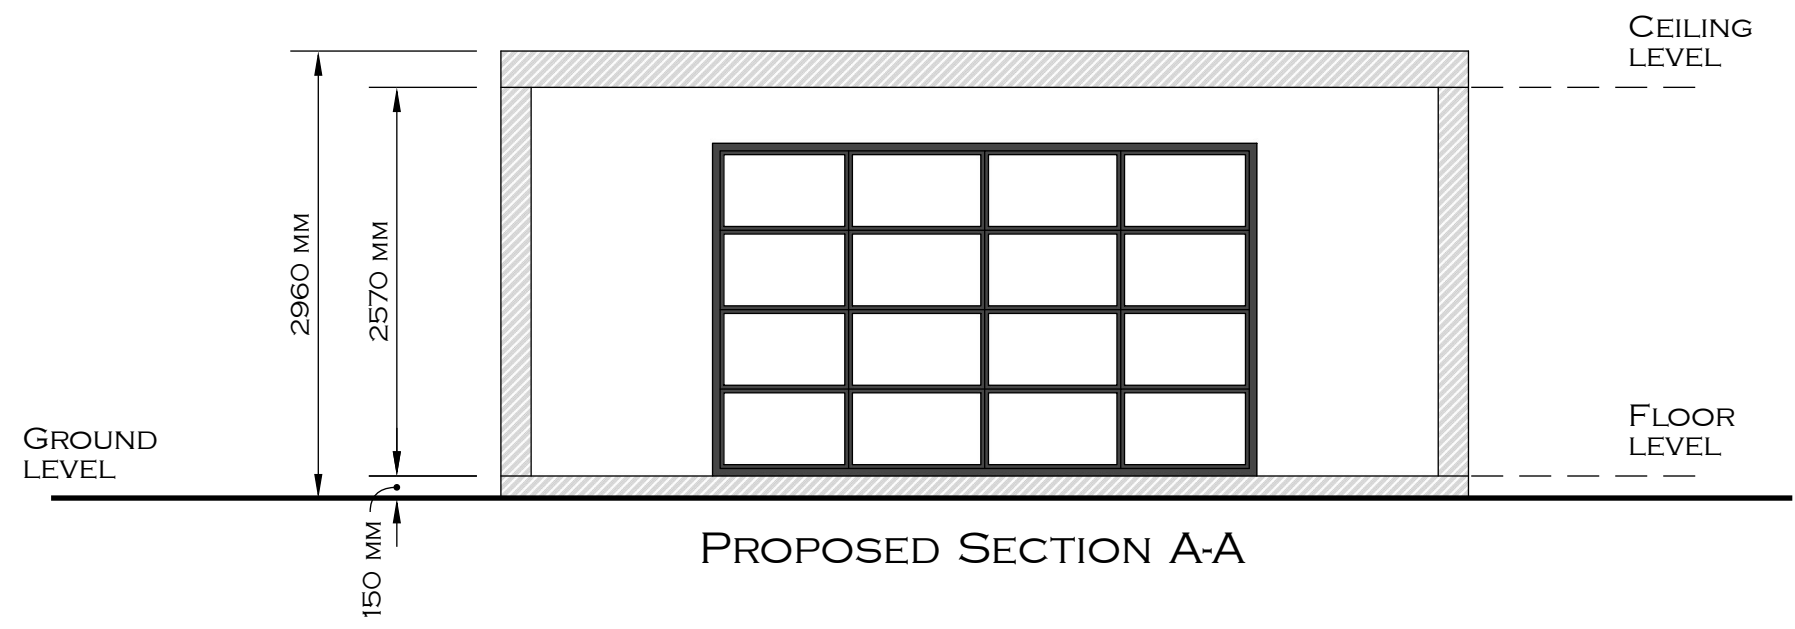 Ceiling
level
2960 mm
2570 mm
Ground
level
Floor
level
150 mm
Proposed Section A-A